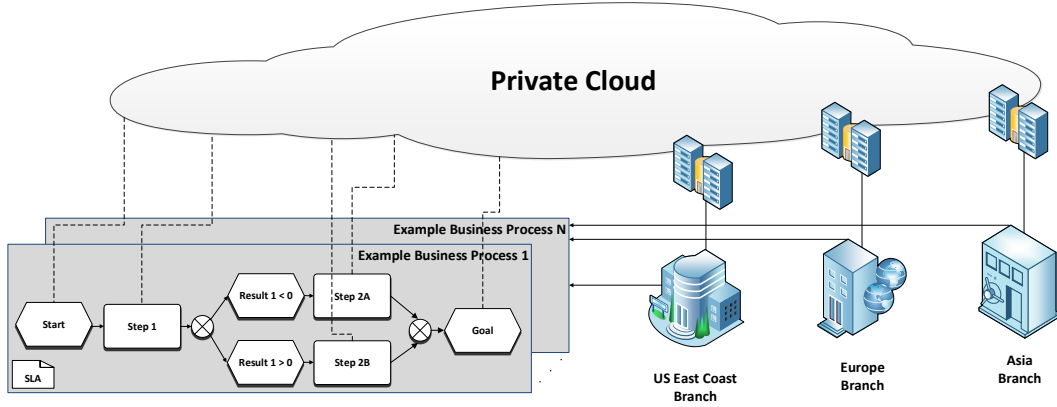 Private Cloud
Example Business Process N
Example Business Process 1
Start
Step 1
Result 1 < 0
Step 2A
Result 1 > 0
Step 2B
Goal
SLA
US East Coast
Branch
Europe
Branch
Asia
Branch